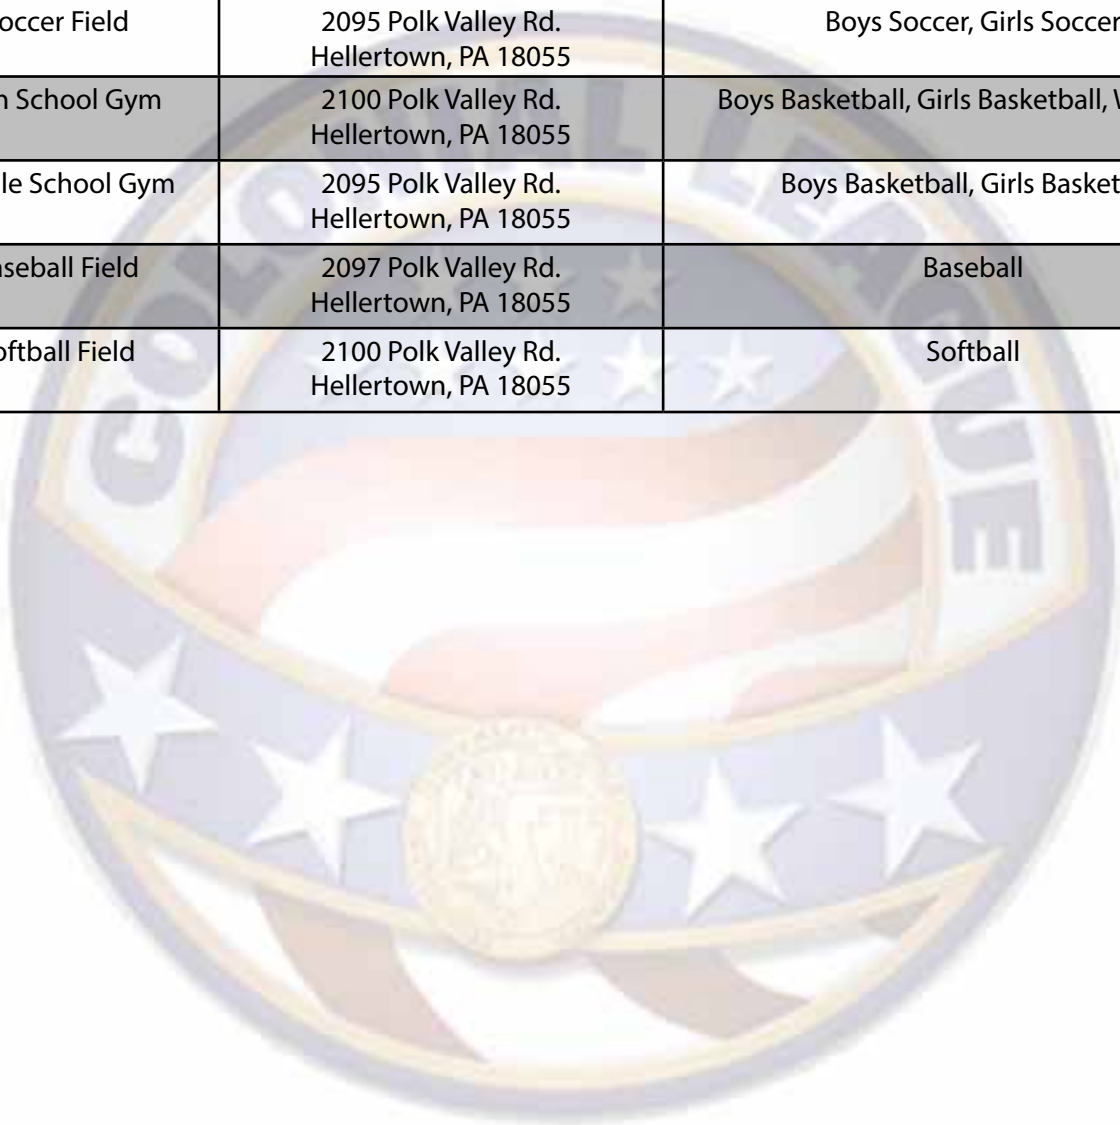 occer Field
2095 Polk Valley Rd.
Hellertown, PA 18055
Boys Soccer, Girls Soccer
n School Gym
2100 Polk Valley Rd.
Hellertown, PA 18055
Boys Basketball, Girls Basketball,
le School Gym
2095 Polk Valley Rd.
Hellertown, PA 18055
Boys Basketball, Girls Basket
seball Field
2097 Polk Valley Rd.
Hellertown, PA 18055
Baseball
oftball Field
2100 Polk Valley Rd.
Hellertown, PA 18055
Softball
COLONIAL LEAGUE